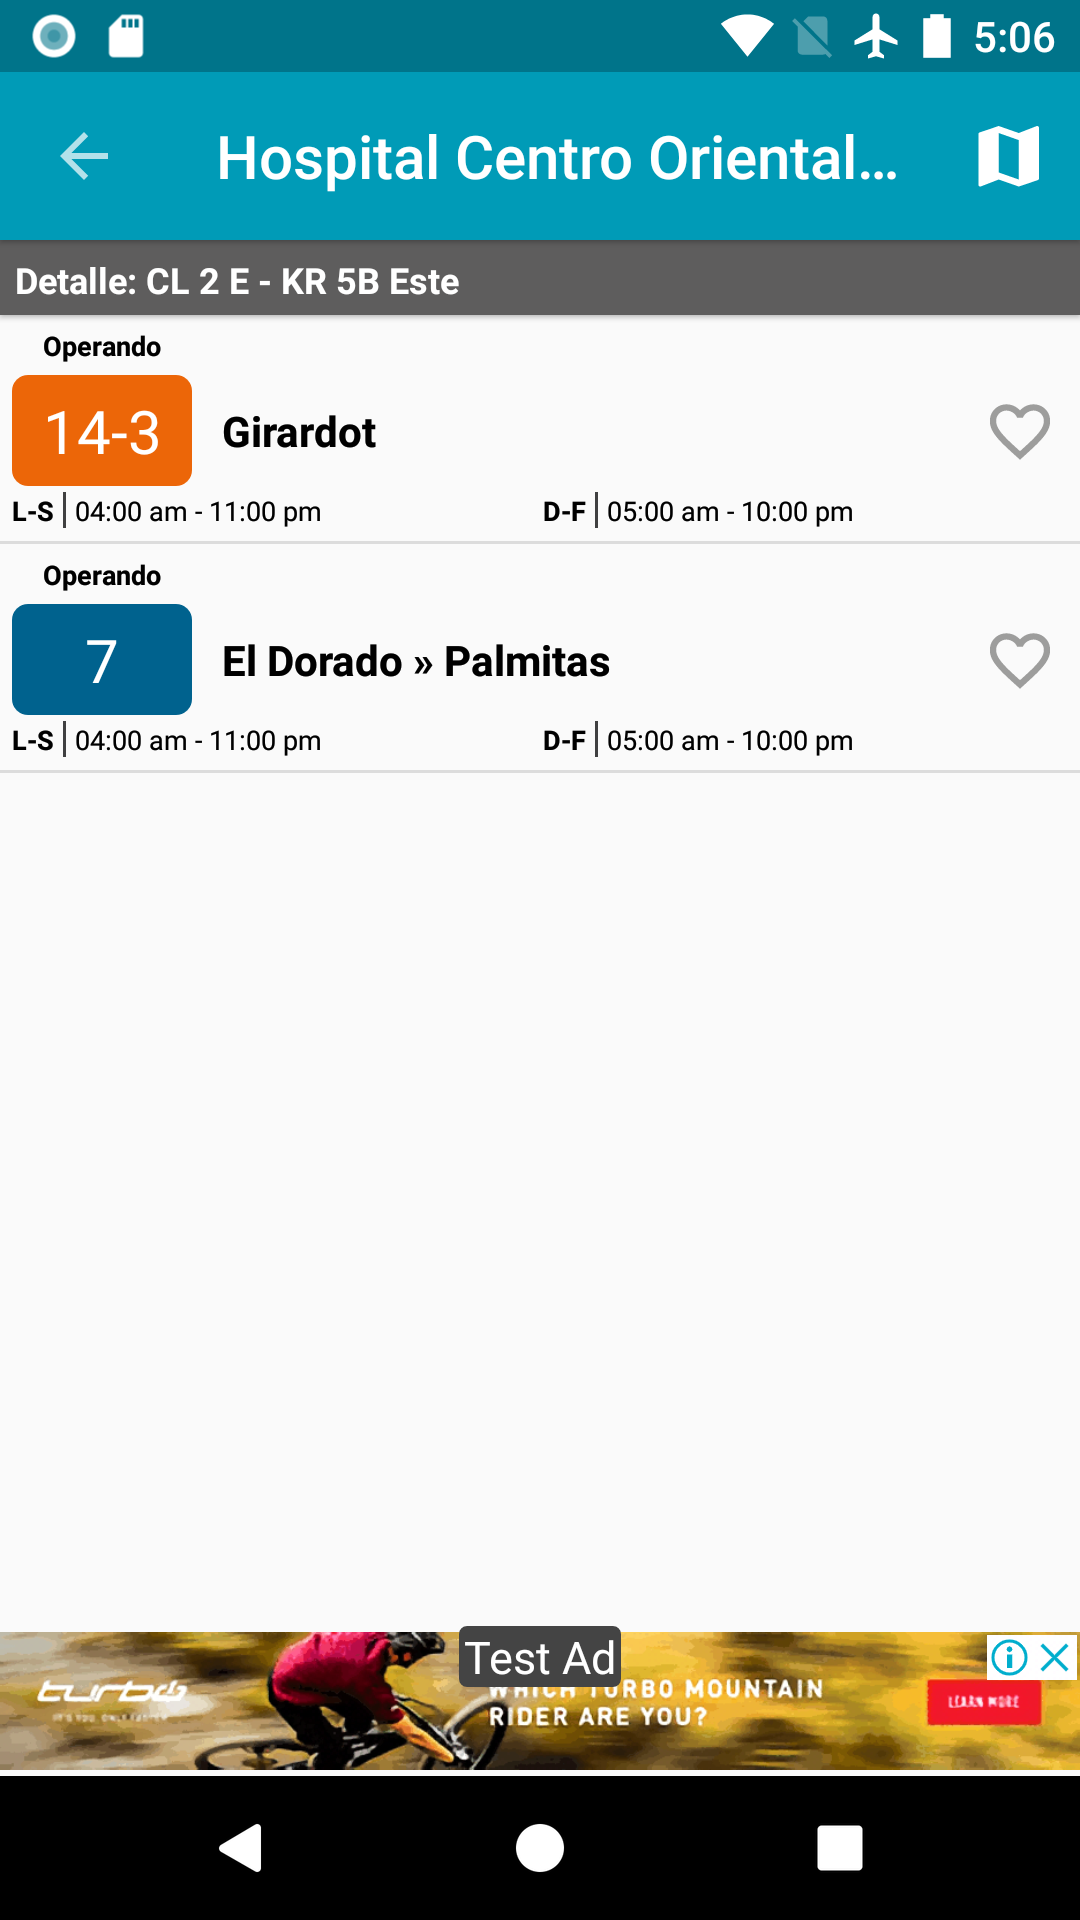 5:06
Hospital Centro Oriental...
Detalle: CL 2 E - KR 5B Este
Operando
14-3
Girardot
L-S 04:00 am - 11:00 pm
D-F 05:00 am - 10:00 pm
Operando
7
El Dorado » Palmitas
L-S 04:00 am - 11:00 pm
D-F 05:00 am - 10:00 pm
Test Ad
turbo
WHICH TURBO MOUNTAIN
RIDER ARE YOU?
LEARN MORE